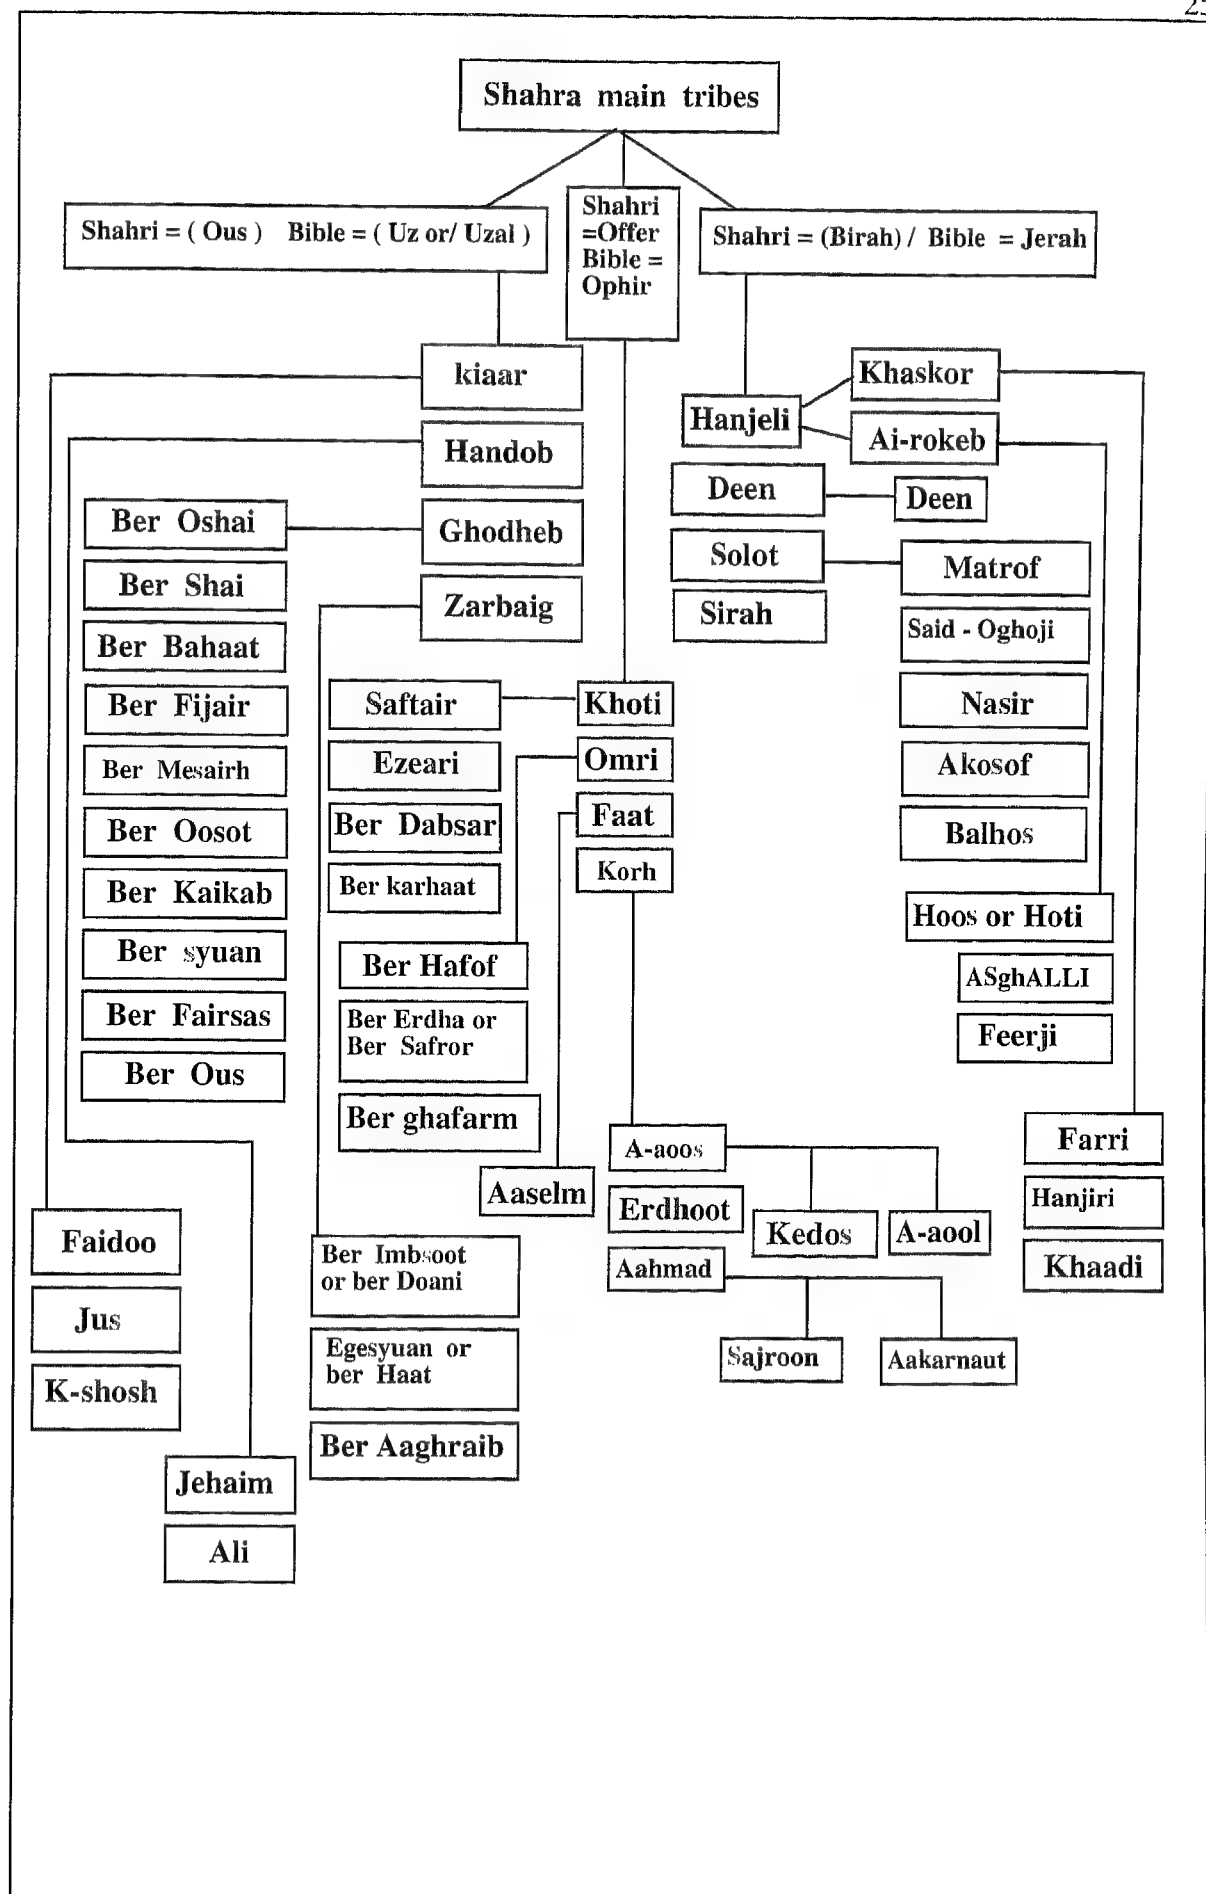 Shahra main tribes
Shahri = ( Ous ) Bible = ( Uz or/ Uzal )
Shahri
=Offer
Bible =
Ophir
Shahri = (Birah) / Bible = Jerah
kiaar
Handob
Ghodheb
Zarbaig
Ber Oshai
Ber Shai
Ber Bahaat
Ber Fijair
Ber Mesairh
Ber Oosot
Ber Kaikab
Ber syuan
Ber Fairsas
Ber Ous
Faidoo
Jus
K-shosh
Jehaim
Ali
Ber Imbsoot
or ber Doani
Egesyuan or
ber Haat
Ber Aaghraib
Khoti
Omri
Faat
Korh
Saftair
Ezeari
Ber Dabsar
Ber karhaat
Ber Hafof
Ber Erdha or
Ber Safror
Ber ghafarm
Aaselm
A-aoos
Erdhoot
Aahmad
Kedos
A-aool
Sajroon
Aakarnaut
Hanjeli
Deen
Solot
Sirah
Khaskor
Ai-rokeb
Deen
Matrof
Said - Oghoji
Nasir
Akosof
Balhos
Hoos or Hoti
ASghALLI
Feerji
Farri
Hanjiri
Khaadi